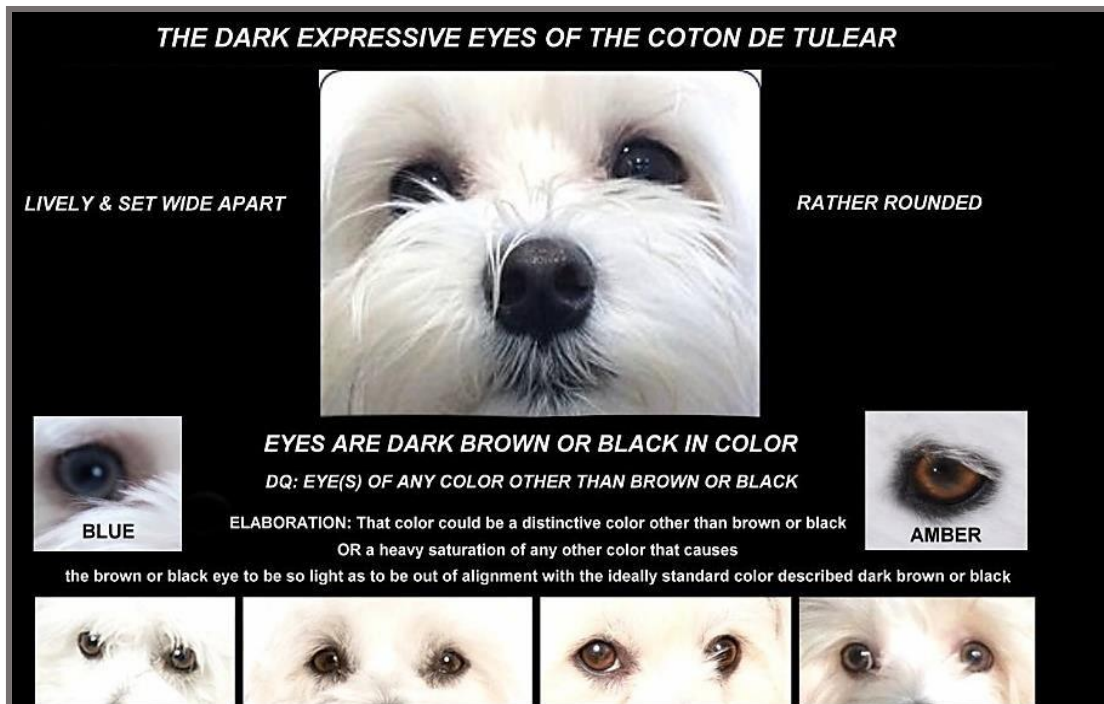 THE DARK EXPRESSIVE EYES OF THE COTON DE TULEAR
LIVELY & SET WIDE APART
RATHER ROUNDED
EYES ARE DARK BROWN OR BLACK IN COLOR
DQ: EYE(S) OF ANY COLOR OTHER THAN BROWN OR BLACK
BLUE
ELABORATION: That color could be a distinctive color other than brown or black
AMBER
OR a heavy saturation of any other color that causes
the brown or black eye to be so light as to be out of alignment with the ideally standard color described dark brown or black